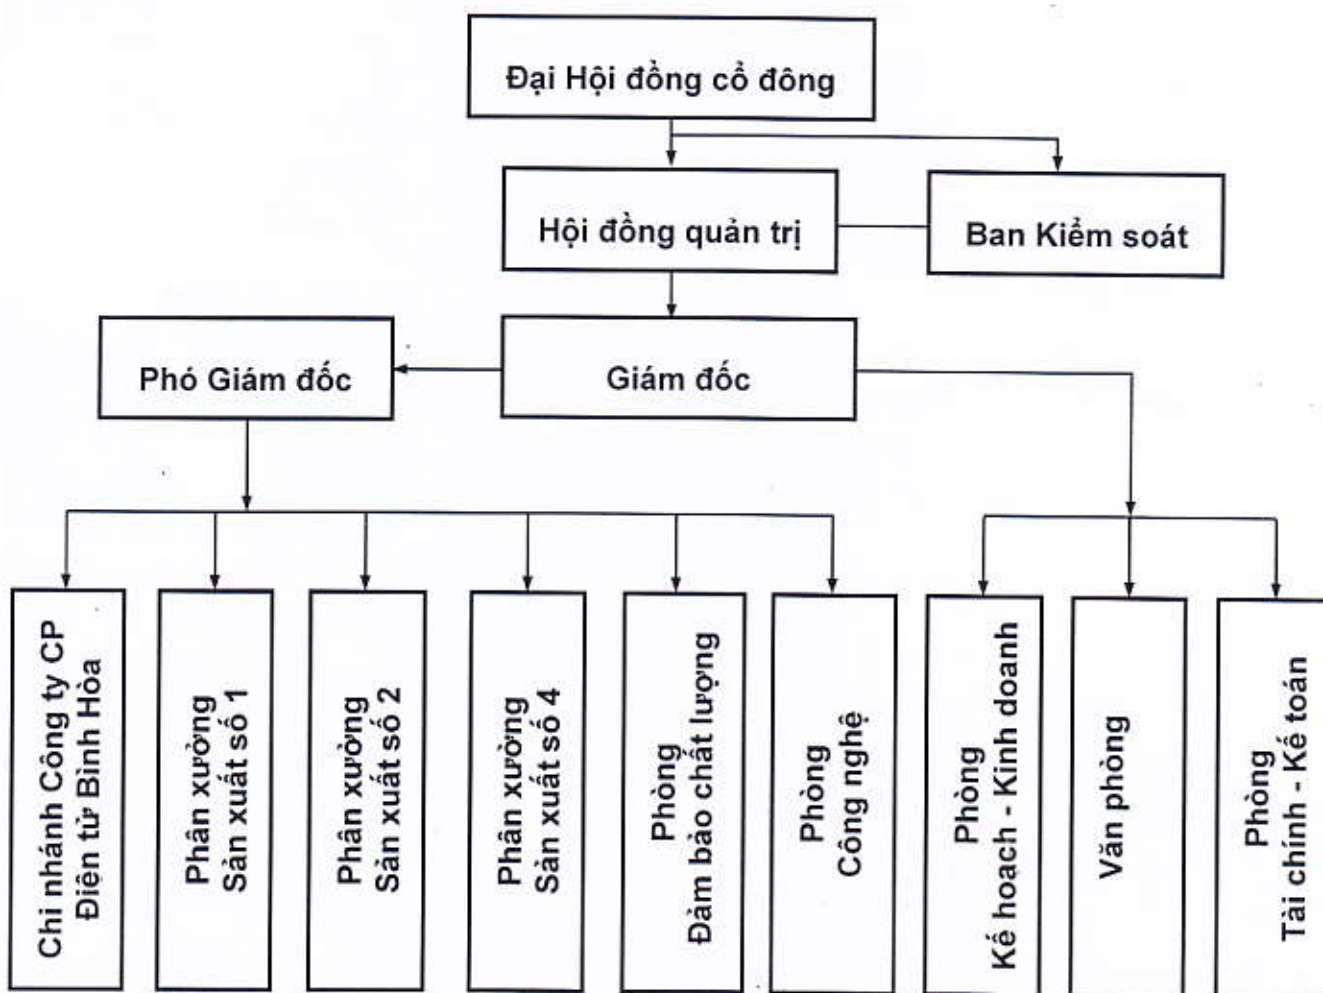 Đại Hội đồng cổ đông
Hội đồng quản trị
Ban Kiểm soát
Phó Giám đốc
Giám đốc
Chi nhánh Công ty CP
Điện tử Bình Hòa
Phân xưởng
Sản xuất số 1
Phân xưởng
Sản xuất số 2
Phân xưởng
Sản xuất số 4
Phòng
Đảm bảo chất lượng
Phòng
Công nghệ
Phòng
Kế hoạch - Kinh doanh
Văn phòng
Phòng
Tài chính - Kế toán